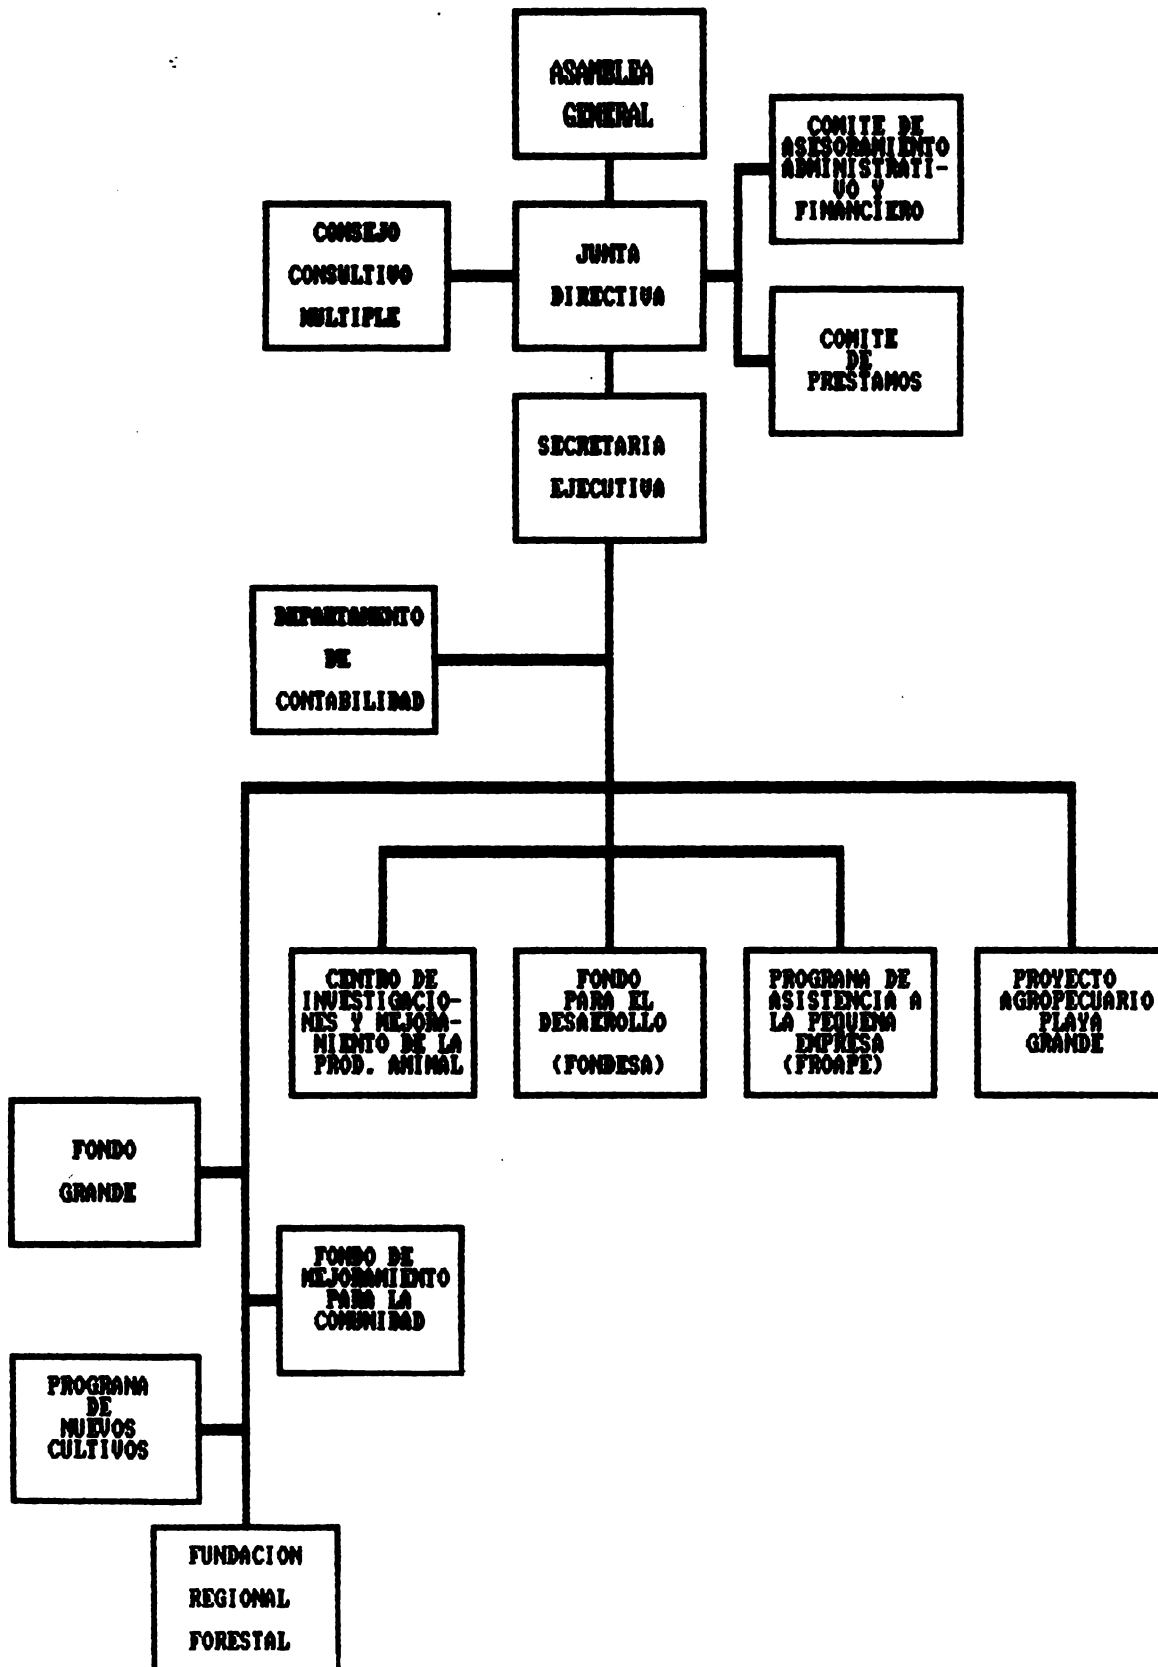 ASAMBLEA
GENERAL
COMITE DE
ASESORAMIENTO
ADMINISTRATI-
VO Y
FINANCIERO
CONSEJO
CONSULTIVO
MULTIPLE
JUNTA
DIRECTIVA
COMITE
DE
PRESTAMOS
SECRETARIA
EJECUTIVA
DEPARTAMENTO
DE
CONTABILIDAD
CENTRO DE
INVESTIGACIO-
NES Y MEJORA-
MIENTO DE LA
PROD. ANIMAL
FONDO
PARA EL
DESARROLLO
(FONDESA)
PROGRAMA DE
ASISTENCIA A
LA PEQUENA
EMPRESA
(PROAPE)
PROYECTO
AGROPECUARIO
PLAYA
GRANDE
FONDO
GRANDE
FONDO DE
MEJORAMIENTO
PARA LA
COMUNIDAD
PROGRAMA
DE
NUEVOS
CULTIVOS
FUNDACION
REGIONAL
FORESTAL